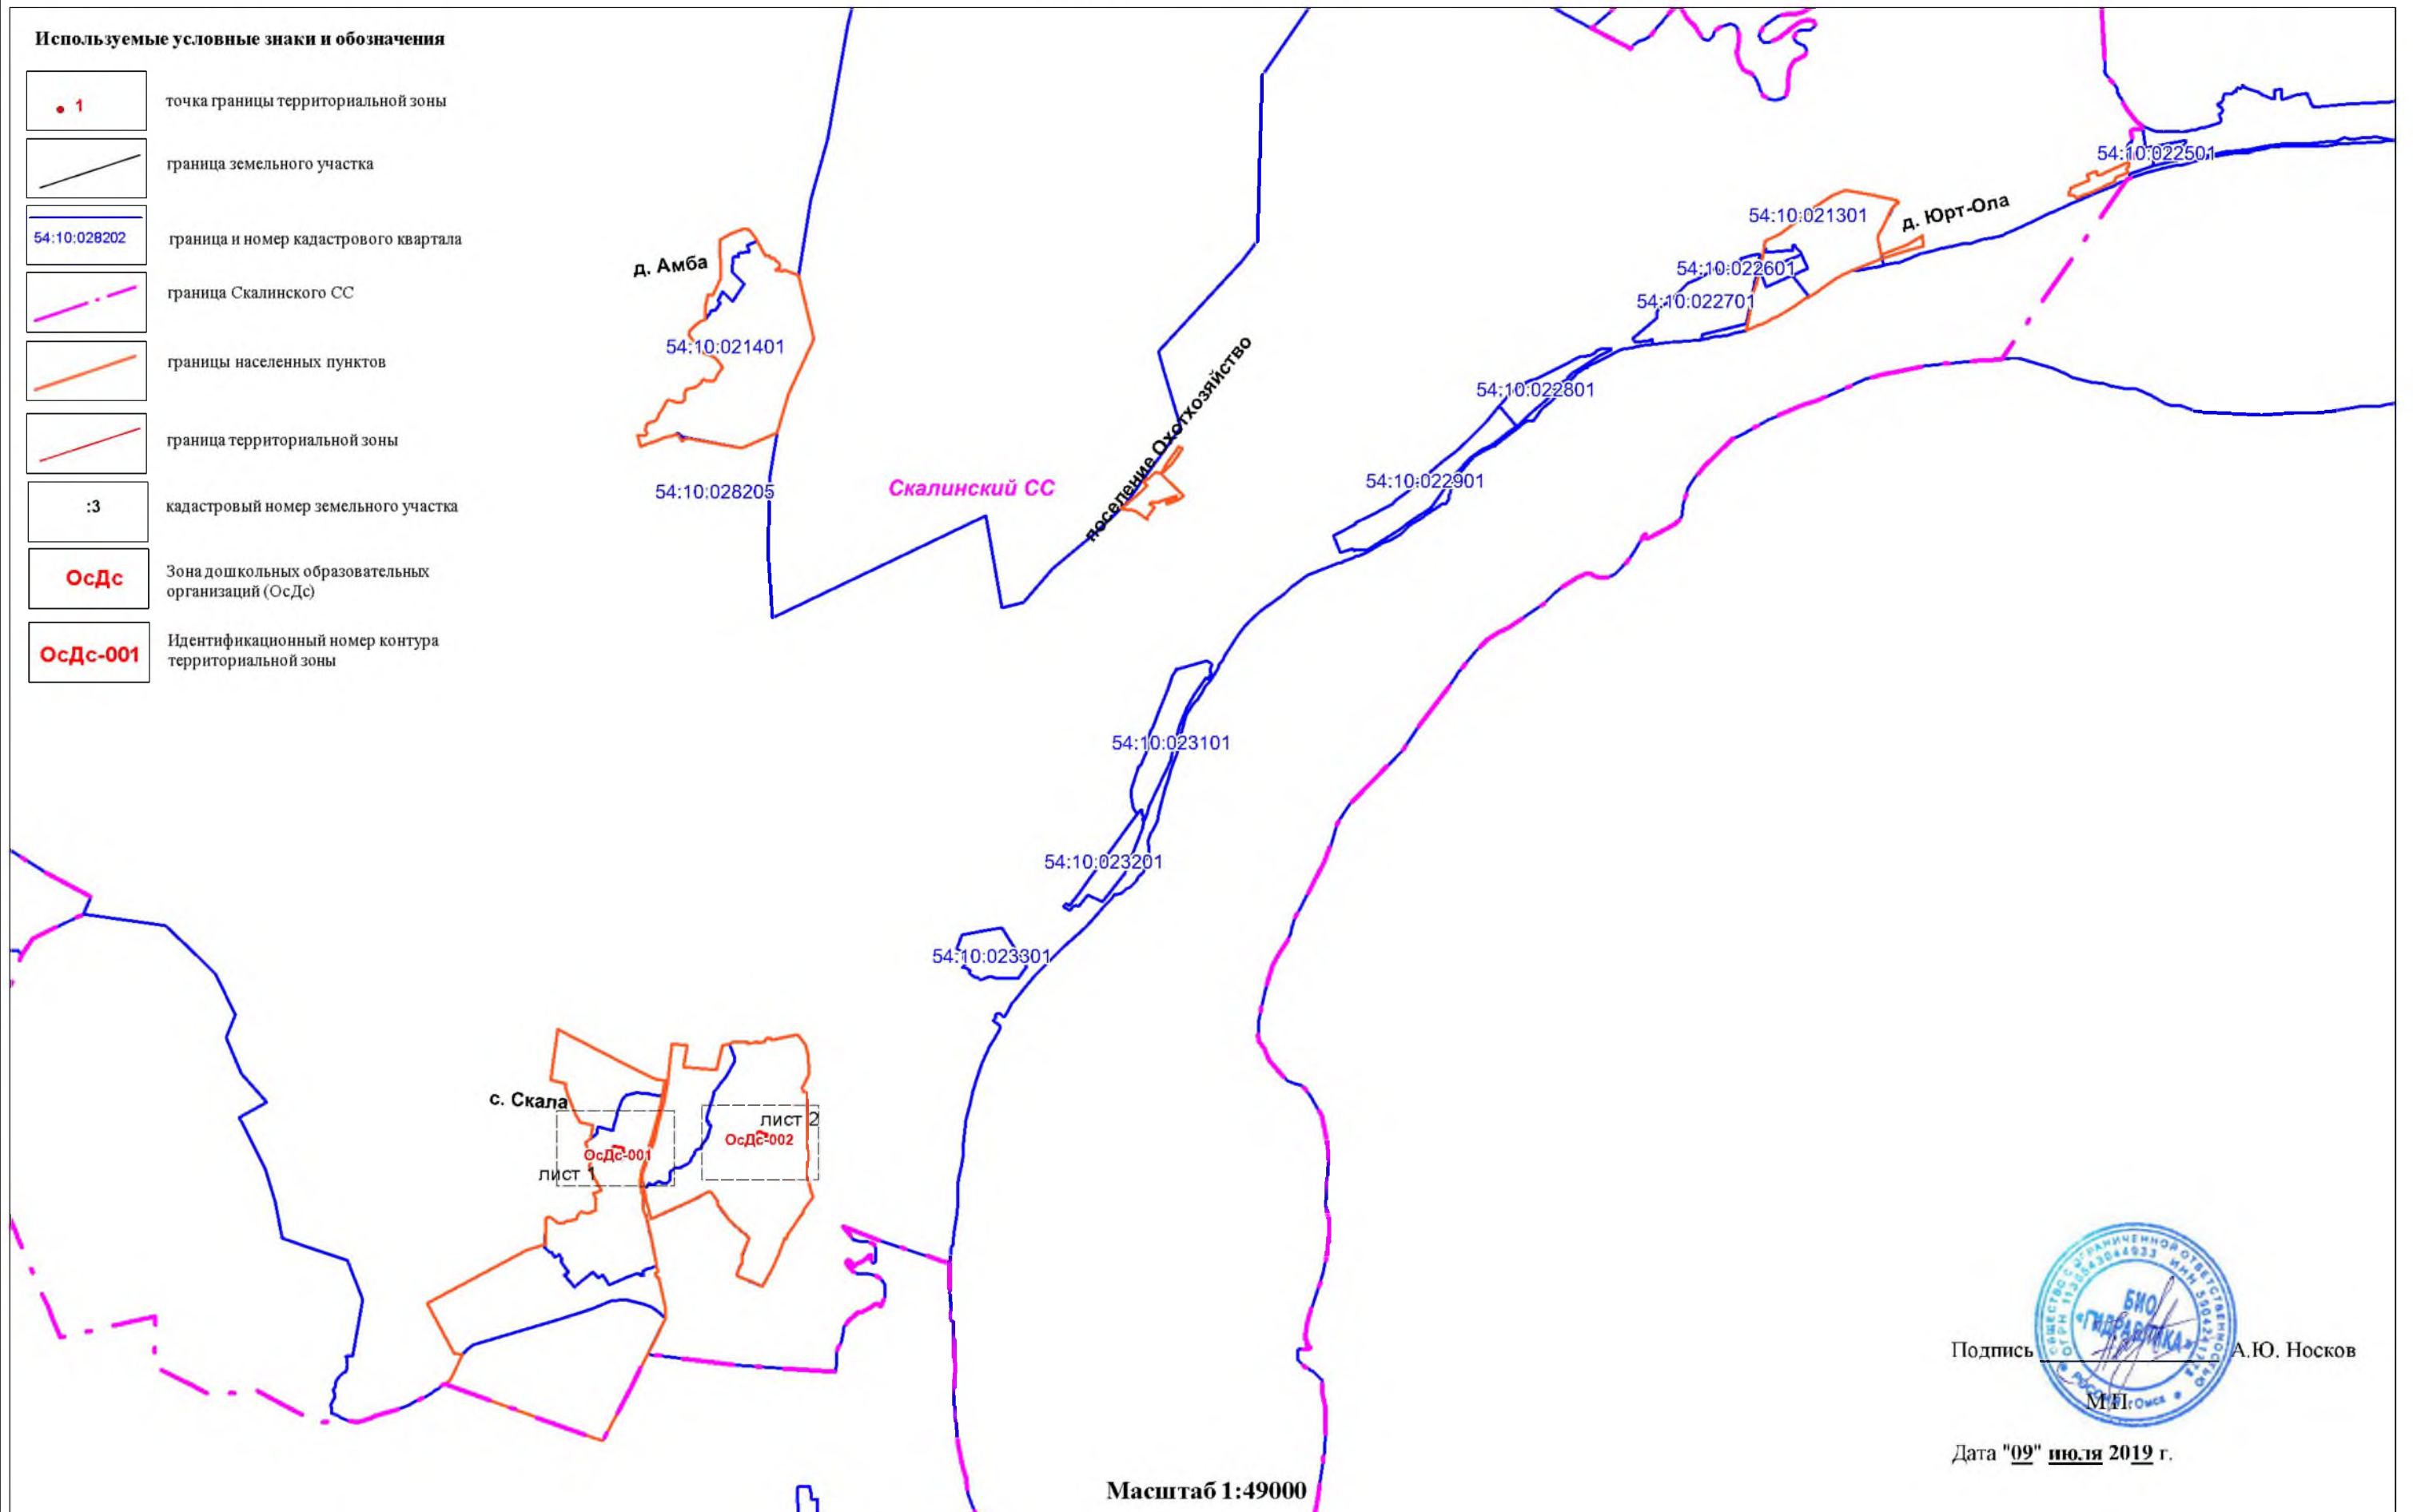 Используемые условные знаки и обозначения
1
точка границы территориальной зоны
граница земельного участка
54:10:028202
граница и номер кадастрового квартала
граница Скалинского СС
границы населенных пунктов
граница территориальной зоны
:3
кадастровый номер земельного участка
ОсДс
Зона дошкольных образовательных
организаций (ОсДс)
ОсДс-001
Идентификационный номер контура
территориальной зоны
54:10:022501
54:10:021301
д. Юрт-Ола
54:10:022601
54:10:022701
д. Амба
54:10:021401
54:10:022801
54:10:022901
54:10:028205
Скалинский СС
поселение Охотхозяйство
54:10:023101
54:10:023201
54:10:023301
с. Скала
лист 2
ОсДс-002
ОсДс-001
лист 1
БИО
«ГИДРАВЛИКА»
Подпись
А.Ю. Носков
М.П.
г.Омск
Дата "09" июля 2019 г.
Масштаб 1:49000